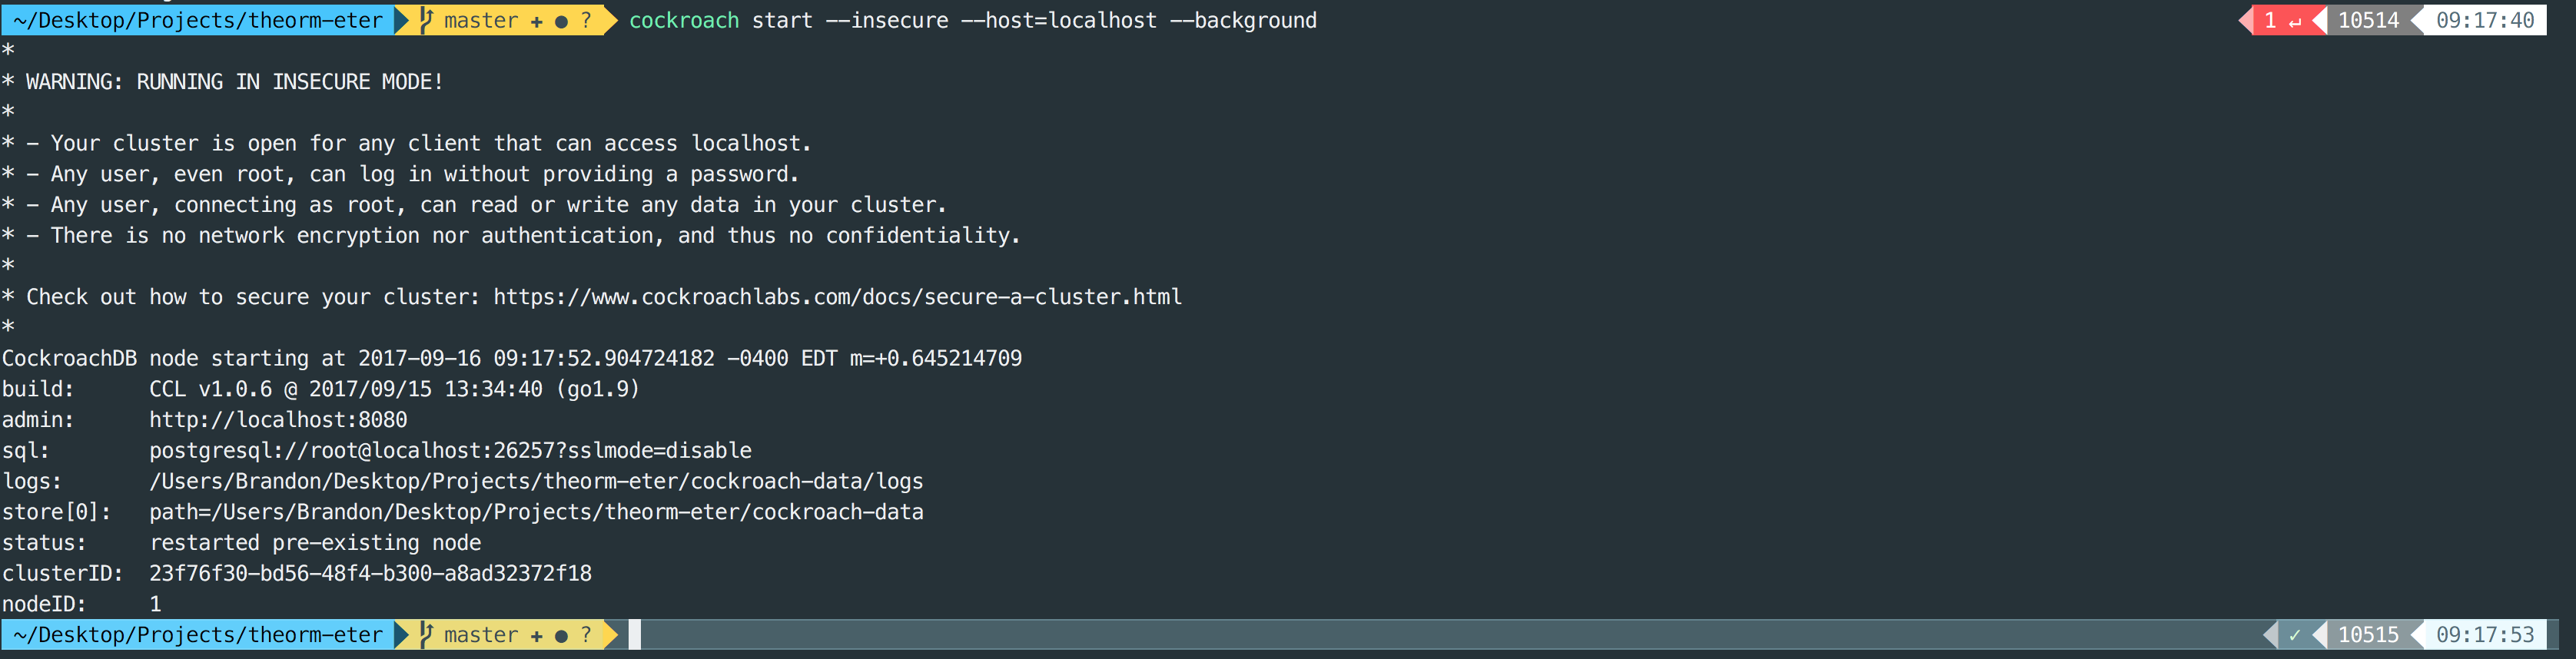 ~/Desktop/Projects/theorm-eter master ✚ ● ? cockroach start --insecure --host=localhost --background 1 ↵ 10514 09:17:40
*
* WARNING: RUNNING IN INSECURE MODE!
*
* - Your cluster is open for any client that can access localhost.
* - Any user, even root, can log in without providing a password.
* - Any user, connecting as root, can read or write any data in your cluster.
* - There is no network encryption nor authentication, and thus no confidentiality.
*
* Check out how to secure your cluster: https://www.cockroachlabs.com/docs/secure-a-cluster.html
*
CockroachDB node starting at 2017-09-16 09:17:52.904724182 -0400 EDT m=+0.645214709
build: CCL v1.0.6 @ 2017/09/15 13:34:40 (go1.9)
admin: http://localhost:8080
sql: postgresql://root@localhost:26257?sslmode=disable
logs: /Users/Brandon/Desktop/Projects/theorm-eter/cockroach-data/logs
store[0]: path=/Users/Brandon/Desktop/Projects/theorm-eter/cockroach-data
status: restarted pre-existing node
clusterID: 23f76f30-bd56-48f4-b300-a8ad32372f18
nodeID: 1
~/Desktop/Projects/theorm-eter master ✚ ● ? ✓ 10515 09:17:53